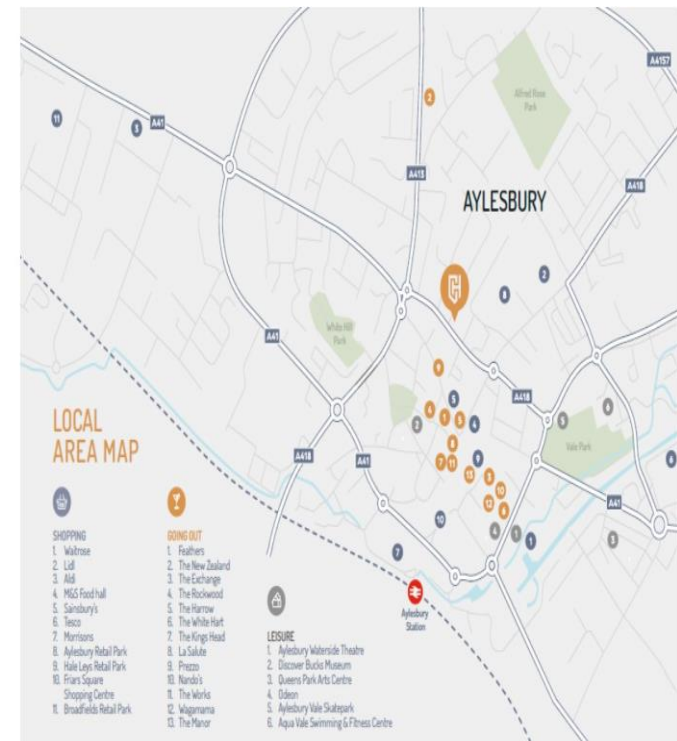 A4157
Alfred Rose
Park
A41
A413
A418
AYLESBURY
White Hill
Park
A41
A418
Vale Park
A418
A41
A41
Aylesbury
Station
LOCAL
AREA MAP
SHOPPING
1. Waitrose
2. Lidl
3. Aldi
4. M&S Food hall
5. Sainsbury's
6. Tesco
7. Morrisons
8. Aylesbury Retail Park
9. Hale Leys Retail Park
10. Friars Square
Shopping Centre
11. Broadfields Retail Park
GOING OUT
1. Feathers
2. The New Zealand
3. The Exchange
4. The Rockwood
5. The Harrow
6. The White Hart
7. The Kings Head
8. La Salute
9. Prezzo
10. Nando's
11. The Works
12. Wagamama
13. The Manor
LEISURE
1. Aylesbury Waterside Theatre
2. Discover Bucks Museum
3. Queens Park Arts Centre
4. Odeon
5. Aylesbury Vale Skatepark
6. Aqua Vale Swimming & Fitness Centre